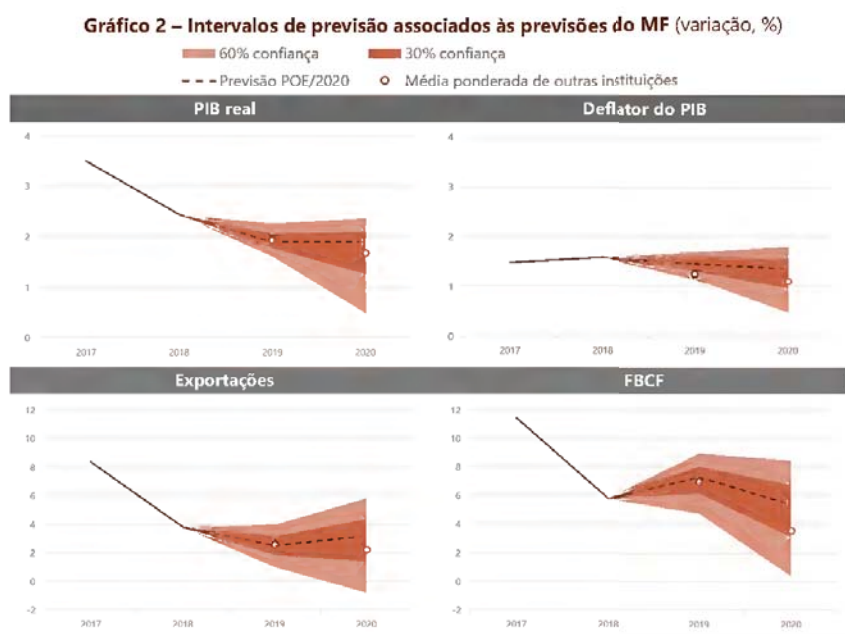 Gráfico 2 – Intervalos de previsão associados às previsões do MF (variação, %)
60% confiança 30% confiança
Previsão POE/2020 Média ponderada de outras instituições
PIB real
4
3
2
1
0
2017 2018 2019 2020
Deflator do PIB
4
3
2
1
0
2017 2018 2019 2020
Exportações
12
10
8
6
4
2
0
-2
2017 2018 2019 2020
FBCF
12
10
8
6
4
2
0
-2
2017 2018 2019 2020